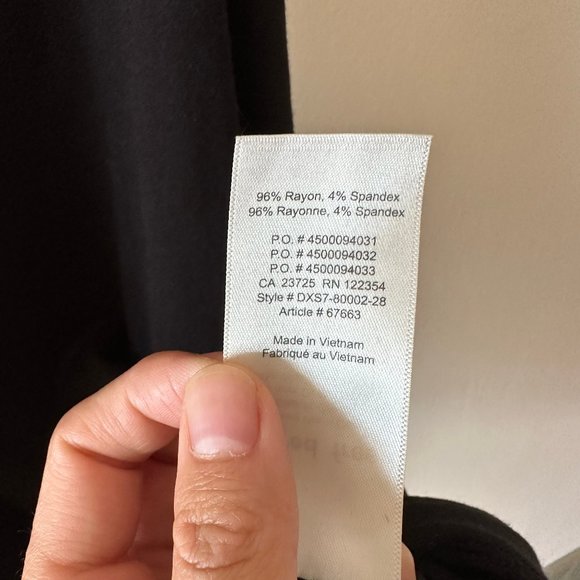 96% Rayon, 4% Spandex
96% Rayonne, 4% Spandex
P.O. # 4500094031
P.O. # 4500094032
P.O. # 4500094033
CA 23725 RN 122354
Style # DXS7-80002-28
Article # 67663
Made in Vietnam
Fabriqué au Vietnam